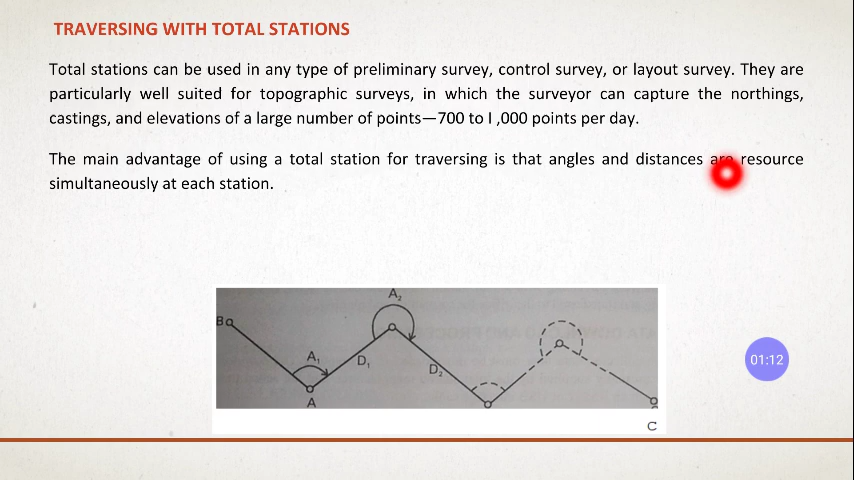 TRAVERSING WITH TOTAL STATIONS
Total stations can be used in any type of preliminary survey, control survey, or layout survey. They are
particularly well suited for topographic surveys, in which the surveyor can capture the northings,
castings, and elevations of a large number of points—700 to I ,000 points per day.
The main advantage of using a total station for traversing is that angles and distances are resource
simultaneously at each station.
A₂
B
A₁
D₁
D₂
A
C
01:12